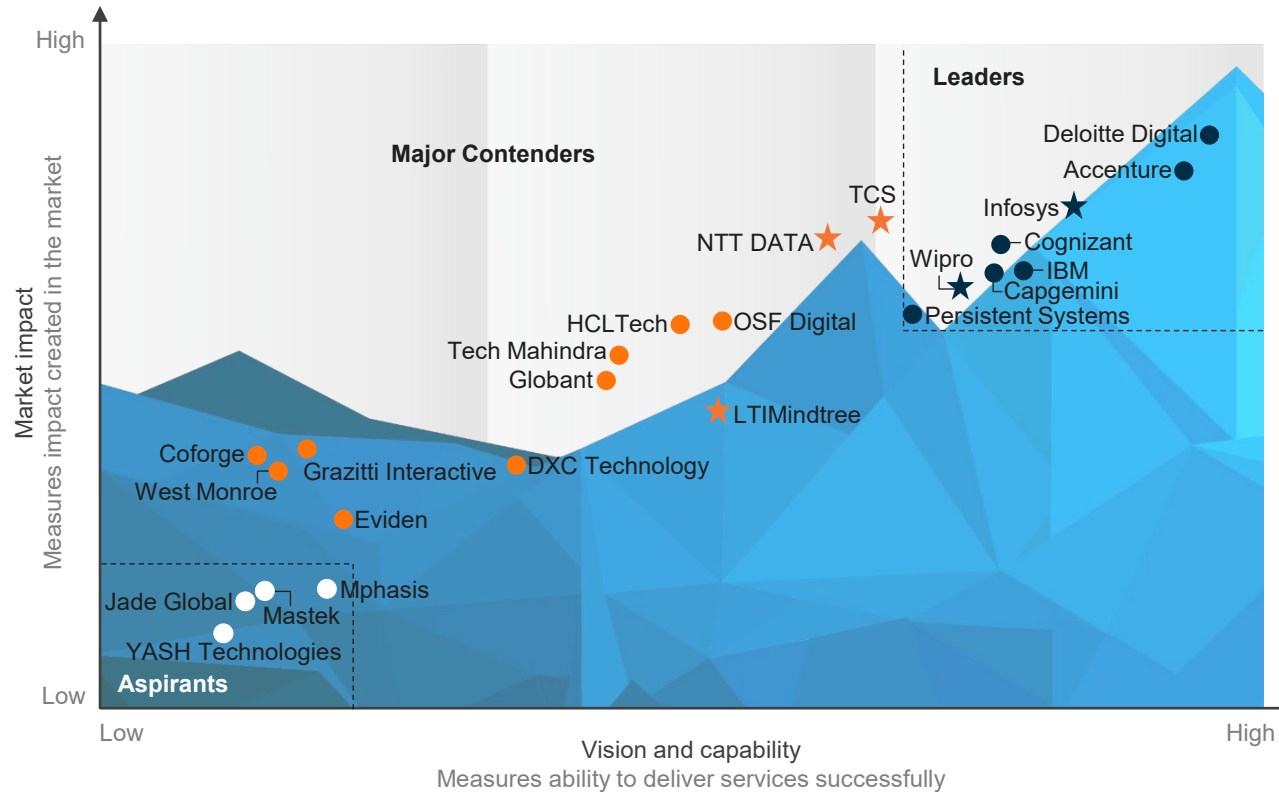 High
Leaders
Deloitte Digital
Major Contenders
Accenture
TCS
Infosys
NTT DATA
Cognizant
Wipro
IBM
Capgemini
Persistent Systems
HCLTech
OSF Digital
Tech Mahindra
Globant
LTIMindtree
Coforge
Grazitti Interactive
DXC Technology
West Monroe
Eviden
Mphasis
Jade Global
Mastek
YASH Technologies
Aspirants
Market impact
Measures impact created in the market
Low
Low
High
Vision and capability
Measures ability to deliver services successfully